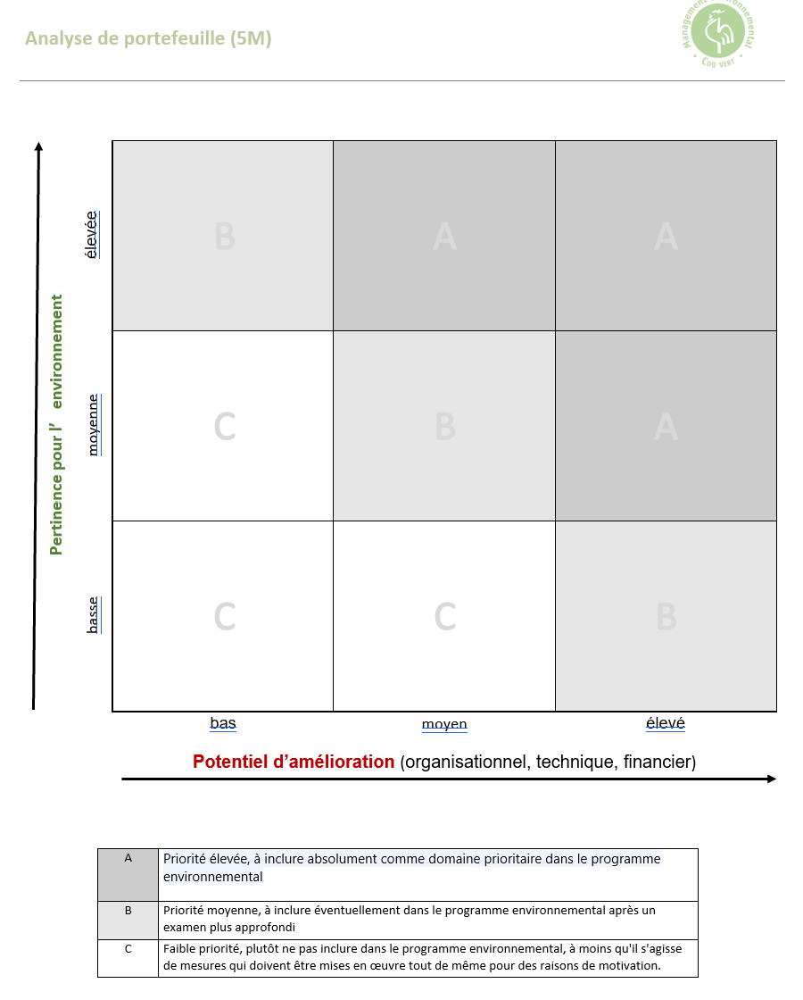 Analyse de portefeuille (5M)
Management environnemental
• COQ VERT •
élevée
B
A
A
Pertinence pour l' environnement
moyenne
C
B
A
basse
C
C
B
bas
moyen
élevé
Potentiel d'amélioration (organisationnel, technique, financier)
A
Priorité élevée, à inclure absolument comme domaine prioritaire dans le programme
environnemental
B
Priorité moyenne, à inclure éventuellement dans le programme environnemental après un
examen plus approfondi
C
Faible priorité, plutôt ne pas inclure dans le programme environnemental, à moins qu'il s'agisse
de mesures qui doivent être mises en œuvre tout de même pour des raisons de motivation.